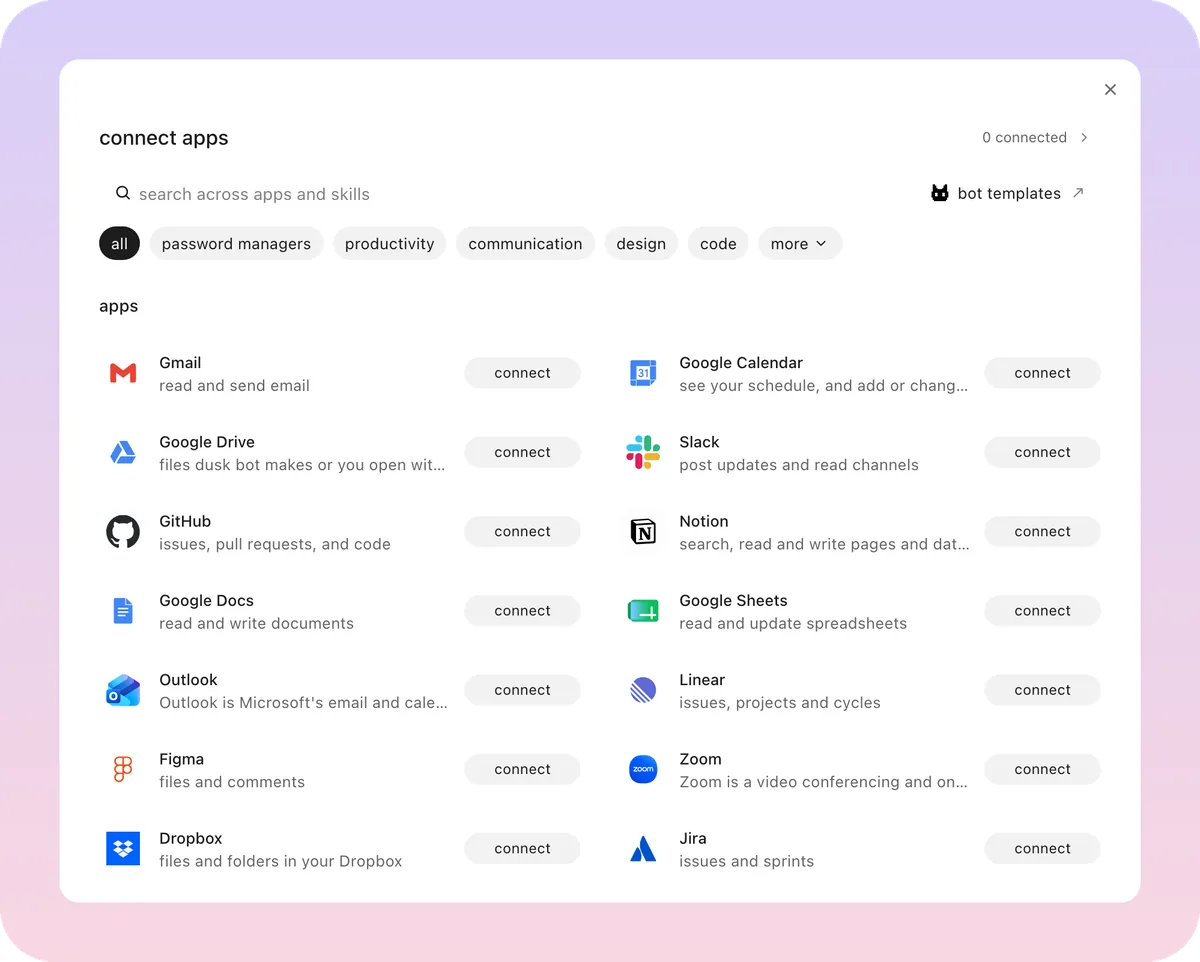 connect apps
0 connected
search across apps and skills
bot templates
all
password managers
productivity
communication
design
code
more
apps
Gmail
read and send email
connect
31
Google Calendar
see your schedule, and add or chang...
connect
Google Drive
files dusk bot makes or you open wit...
connect
Slack
post updates and read channels
connect
GitHub
issues, pull requests, and code
connect
N
Notion
search, read and write pages and dat...
connect
Google Docs
read and write documents
connect
Google Sheets
read and update spreadsheets
connect
Outlook
Outlook is Microsoft's email and cale...
connect
Linear
issues, projects and cycles
connect
Figma
files and comments
connect
zoom
Zoom
Zoom is a video conferencing and on...
connect
Dropbox
files and folders in your Dropbox
connect
Jira
issues and sprints
connect